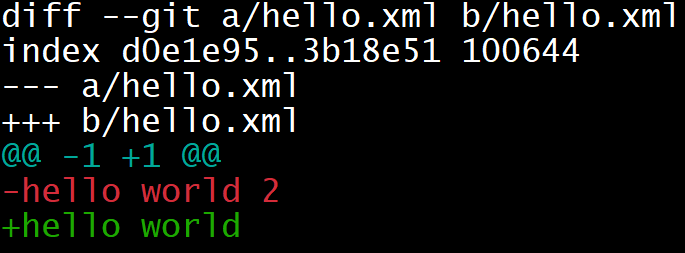 diff --git a/hello.xml b/hello.xml
index d0e1e95..3b18e51 100644
--- a/hello.xml
+++ b/hello.xml
@@ -1 +1 @@
-hello world 2
+hello world